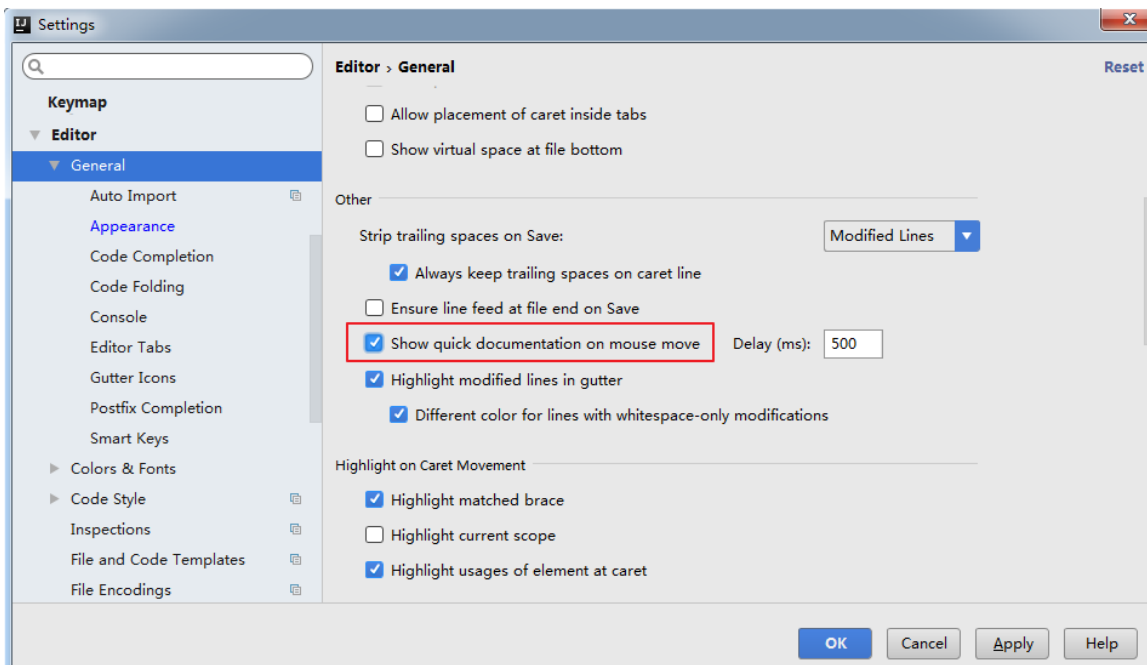 Settings
Keymap
Editor
General
Auto Import
Appearance
Code Completion
Code Folding
Console
Editor Tabs
Gutter Icons
Postfix Completion
Smart Keys
Colors & Fonts
Code Style
Inspections
File and Code Templates
File Encodings
Editor › General
Reset
Allow placement of caret inside tabs
Show virtual space at file bottom
Other
Strip trailing spaces on Save: Modified Lines
Always keep trailing spaces on caret line
Ensure line feed at file end on Save
Show quick documentation on mouse move Delay (ms): 500
Highlight modified lines in gutter
Different color for lines with whitespace-only modifications
Highlight on Caret Movement
Highlight matched brace
Highlight current scope
Highlight usages of element at caret
OK Cancel Apply Help